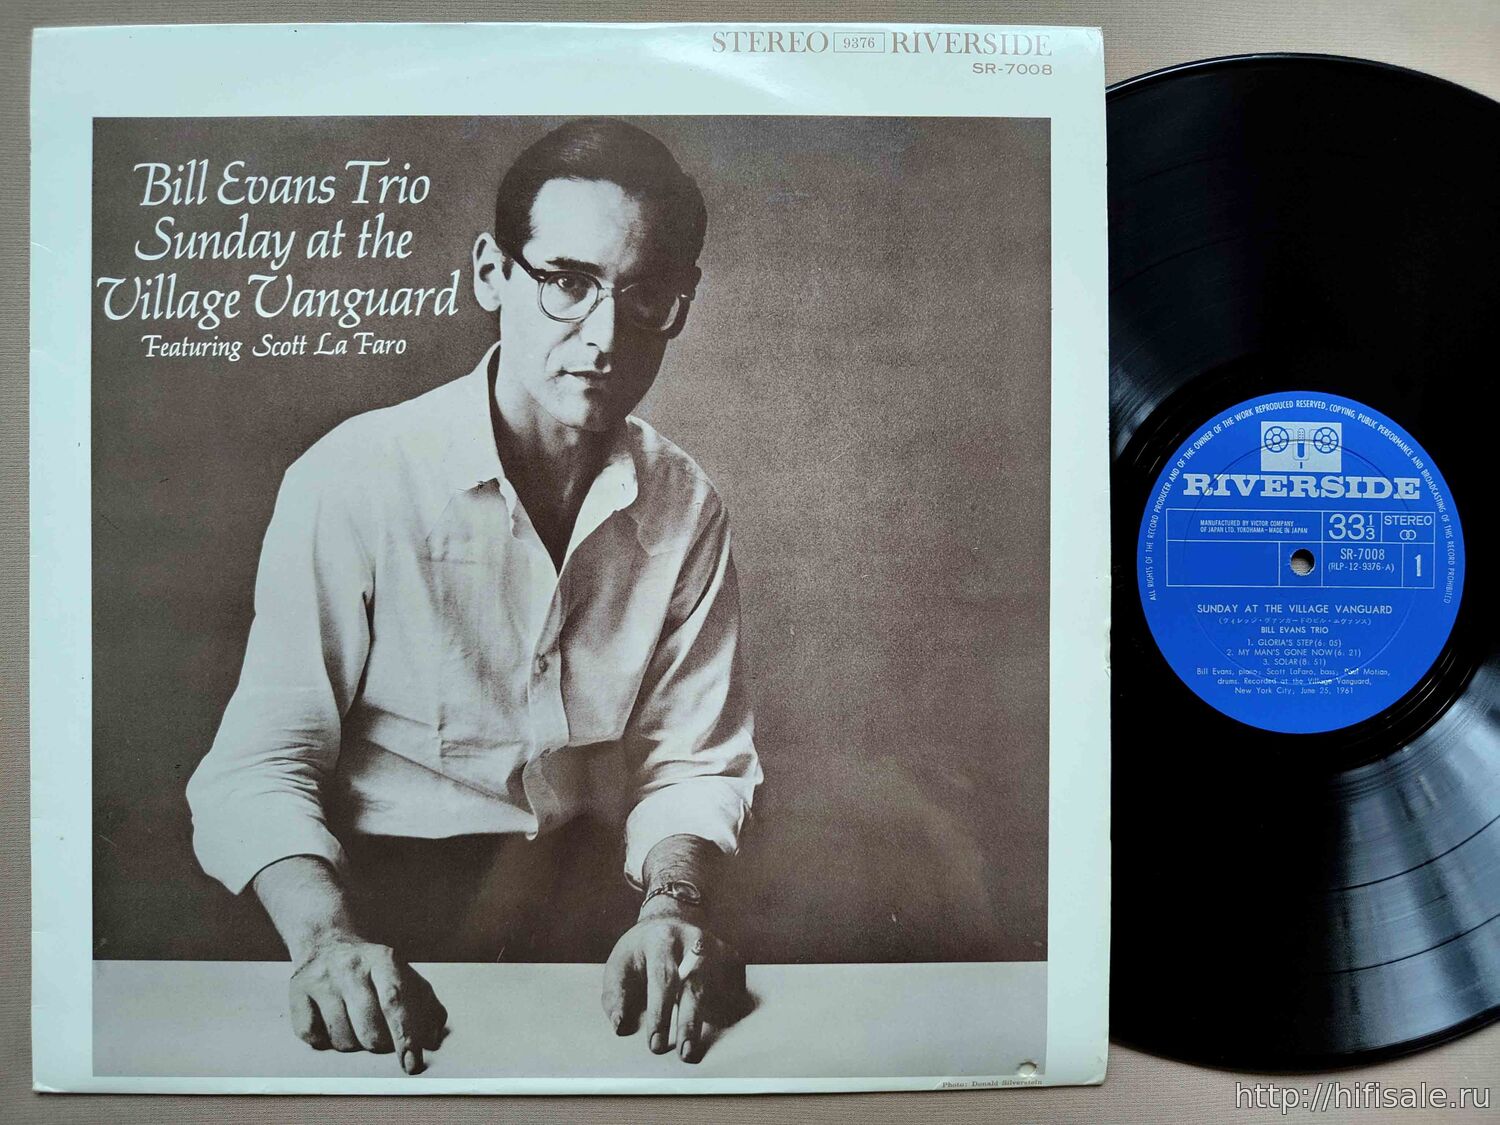 STEREO 9376 RIVERSIDE
SR-7008
Bill Evans Trio
Sunday at the
Village Vanguard
Featuring Scott La Faro
Photo: Donald Silverstein
ALL RIGHTS OF THE RECORD PRODUCER AND OF THE OWNER OF THE WORK REPRODUCED RESERVED. COPYING, PUBLIC PERFORMANCE AND BROADCASTING OF THIS RECORD PROHIBITED
RIVERSIDE
MANUFACTURED BY VICTOR COMPANY
OF JAPAN LTD. YOKOHAMA-MADE IN JAPAN
33 1/3
STEREO
SR-7008
(RLP-12-9376-A)
1
SUNDAY AT THE VILLAGE VANGUARD
(ヴィレッジ・ヴァンガードのビル・エヴァンス)
BILL EVANS TRIO
1. GLORIA'S STEP (6:05)
2. MY MAN'S GONE NOW (6:21)
3. SOLAR (8:51)
Bill Evans, piano; Scott LaFaro, bass; Paul Motian,
drums. Recorded at the Village Vanguard,
New York City; June 25, 1961
http://hifisale.ru